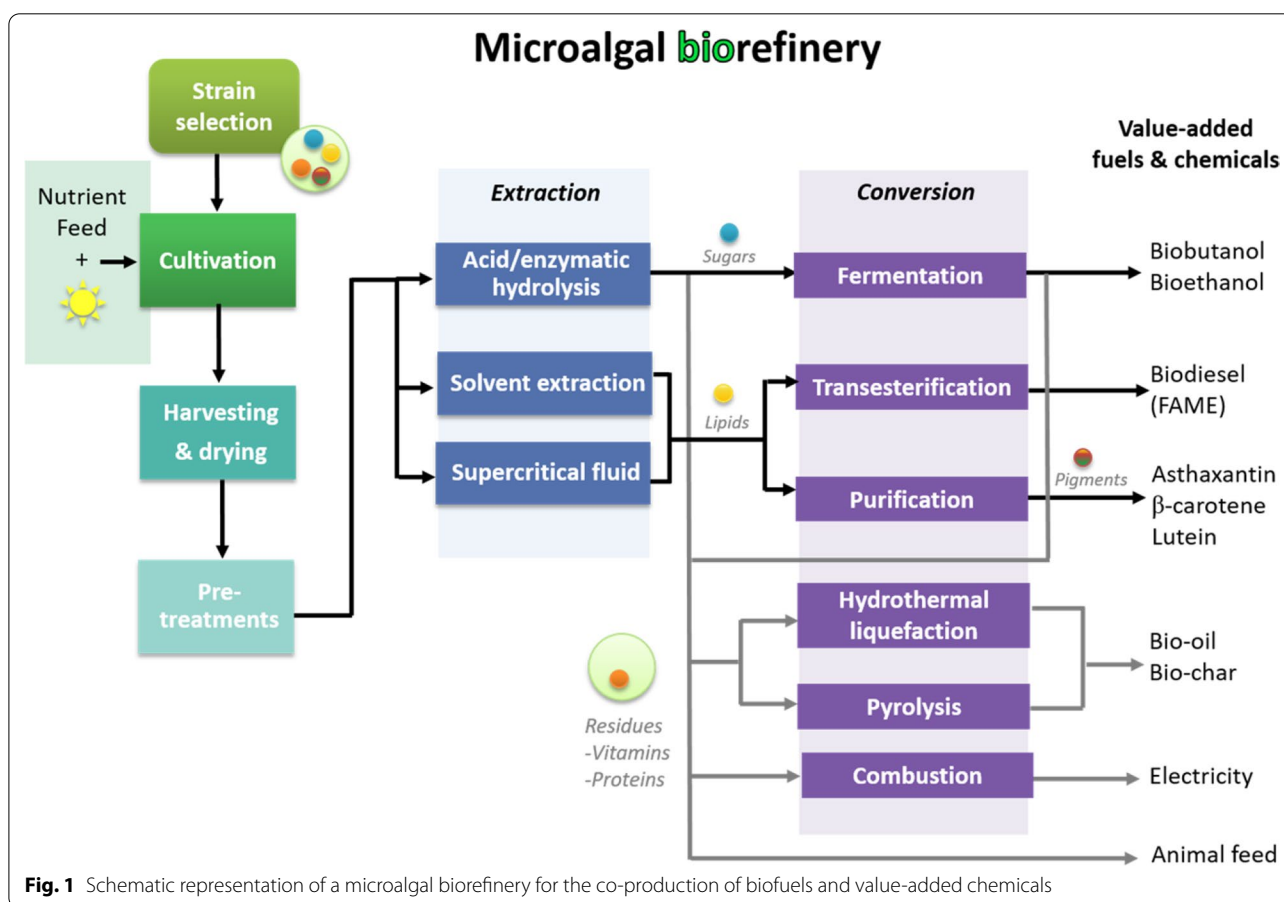 Microalgal biorefinery
Strain
selection
Nutrient
Feed
+
Cultivation
Harvesting
& drying
Pre-
treatments
Extraction
Acid/enzymatic
hydrolysis
Solvent extraction
Supercritical fluid
Sugars
Lipids
Residues
-Vitamins
-Proteins
Conversion
Fermentation
Transesterification
Purification
Hydrothermal
liquefaction
Pyrolysis
Combustion
Pigments
Value-added
fuels & chemicals
Biobutanol
Bioethanol
Biodiesel
(FAME)
Asthaxantin
β-carotene
Lutein
Bio-oil
Bio-char
Electricity
Animal feed
Fig. 1 Schematic representation of a microalgal biorefinery for the co-production of biofuels and value-added chemicals